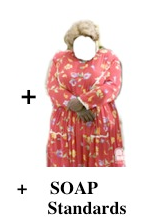 +
+ SOAP
Standards